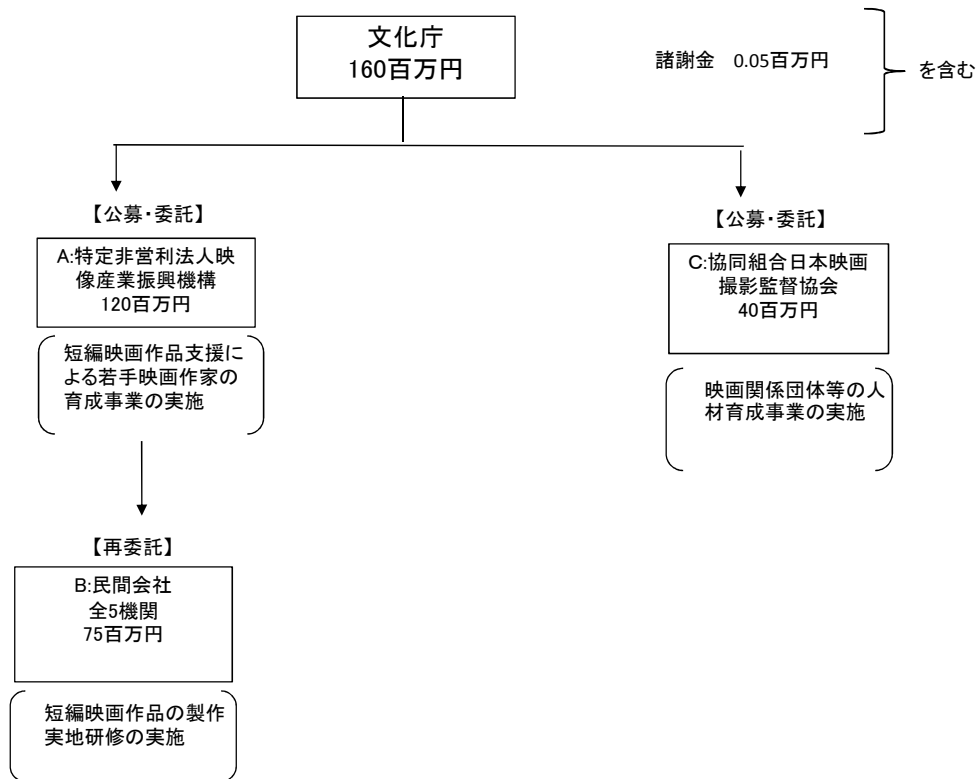 文化庁
160百万円
諸謝金　0.05百万円
を含む
【公募・委託】
A:特定非営利法人映
像産業振興機構
120百万円
短編映画作品支援に
よる若手映画作家の
育成事業の実施
【公募・委託】
C:協同組合日本映画
撮影監督協会
40百万円
映画関係団体等の人
材育成事業の実施
【再委託】
B:民間会社
全5機関
75百万円
短編映画作品の製作
実地研修の実施